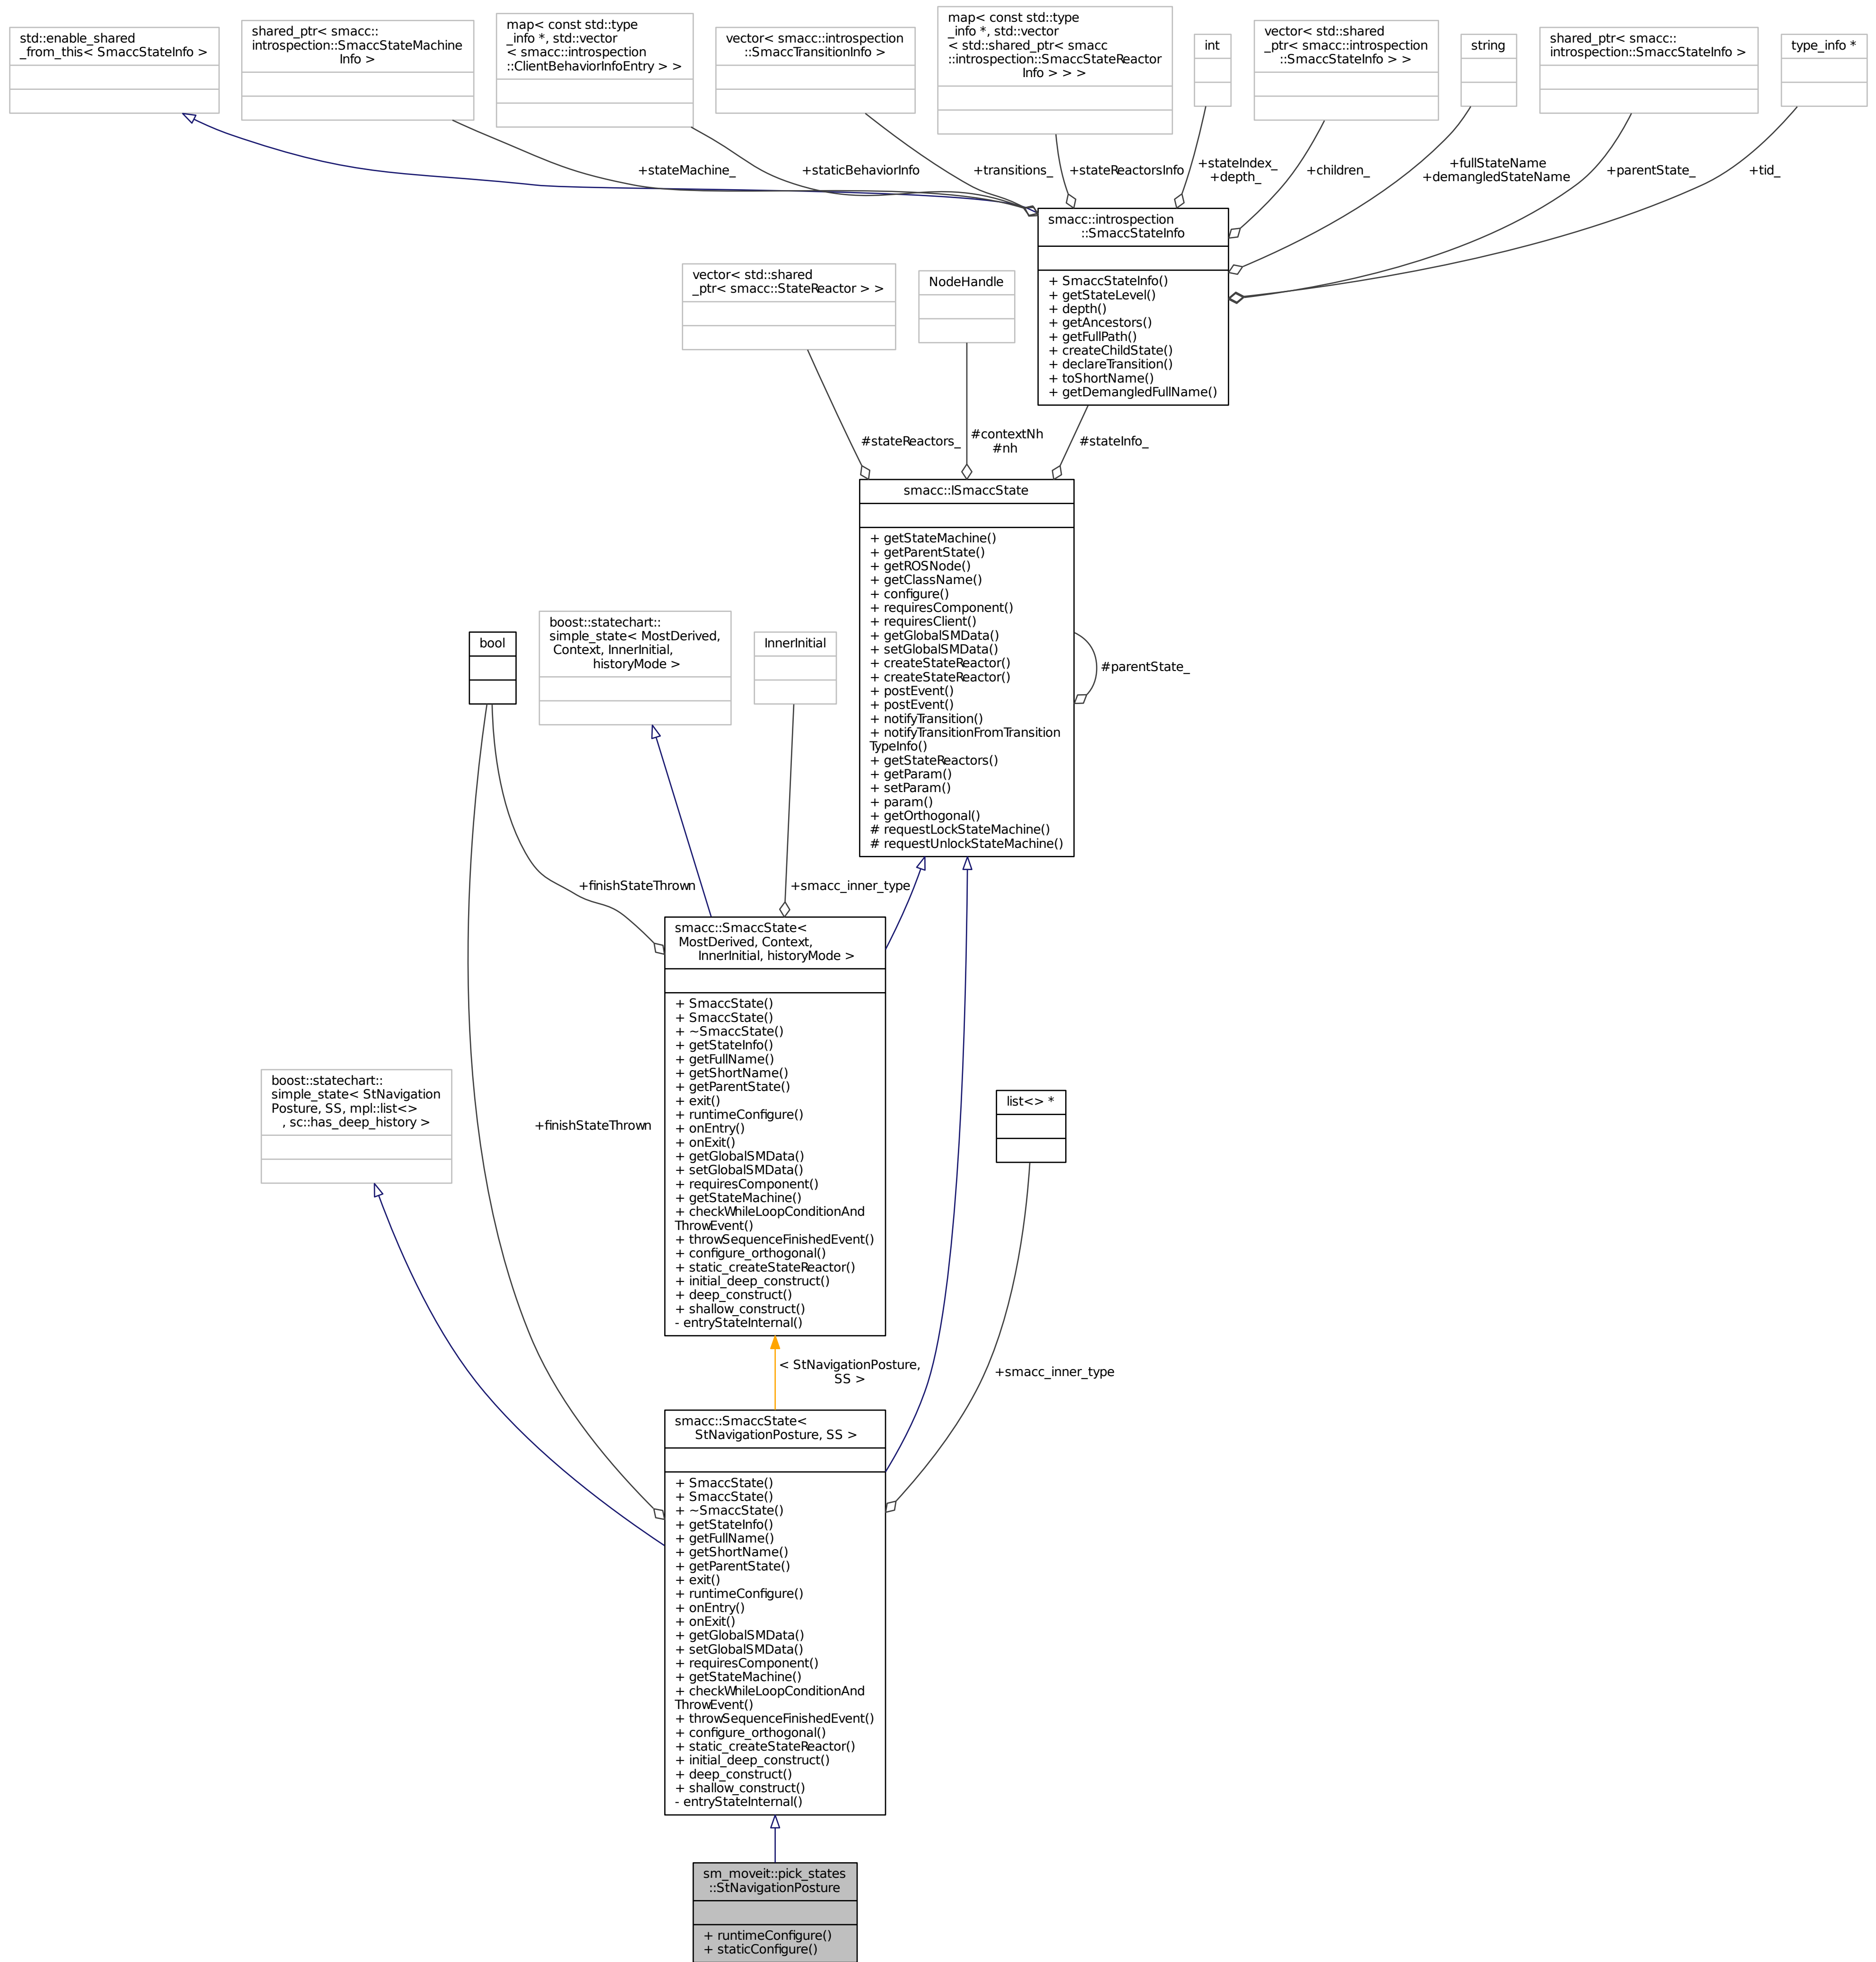 std::enable_shared
_from_this< SmaccStateInfo >
shared_ptr< smacc::
introspection::SmaccStateMachine
Info >
map< const std::type
_info *, std::vector
< smacc::introspection
::ClientBehaviorInfoEntry > >
vector< smacc::introspection
::SmaccTransitionInfo >
map< const std::type
_info *, std::vector
< std::shared_ptr< smacc
::introspection::SmaccStateReactor
Info > > >
int
vector< std::shared
_ptr< smacc::introspection
::SmaccStateInfo > >
string
shared_ptr< smacc::
introspection::SmaccStateInfo >
type_info *
+stateMachine_
+staticBehaviorInfo
+transitions_
+stateReactorsInfo
+stateIndex_
+depth_
+children_
+fullStateName
+demangledStateName
+parentState_
+tid_
smacc::introspection
::SmaccStateInfo
+ SmaccStateInfo()
+ getStateLevel()
+ depth()
+ getAncestors()
+ getFullPath()
+ createChildState()
+ declareTransition()
+ toShortName()
+ getDemangledFullName()
vector< std::shared
_ptr< smacc::StateReactor > >
NodeHandle
#stateReactors_
#contextNh
#nh
#stateInfo_
smacc::ISmaccState
+ getStateMachine()
+ getParentState()
+ getROSNode()
+ getClassName()
+ configure()
+ requiresComponent()
+ requiresClient()
+ getGlobalSMData()
+ setGlobalSMData()
+ createStateReactor()
+ createStateReactor()
+ postEvent()
+ postEvent()
+ notifyTransition()
+ notifyTransitionFromTransition
TypeInfo()
+ getStateReactors()
+ getParam()
+ setParam()
+ param()
+ getOrthogonal()
# requestLockStateMachine()
# requestUnlockStateMachine()
#parentState_
bool
boost::statechart::
simple_state< MostDerived,
Context, InnerInitial,
historyMode >
InnerInitial
+finishStateThrown
+smacc_inner_type
smacc::SmaccState<
MostDerived, Context,
InnerInitial, historyMode >
+ SmaccState()
+ SmaccState()
+ ~SmaccState()
+ getStateInfo()
+ getFullName()
+ getShortName()
+ getParentState()
+ exit()
+ runtimeConfigure()
+ onEntry()
+ onExit()
+ getGlobalSMData()
+ setGlobalSMData()
+ requiresComponent()
+ getStateMachine()
+ checkWhileLoopConditionAnd
ThrowEvent()
+ throwSequenceFinishedEvent()
+ configure_orthogonal()
+ static_createStateReactor()
+ initial_deep_construct()
+ deep_construct()
+ shallow_construct()
- entryStateInternal()
boost::statechart::
simple_state< StNavigation
Posture, SS, mpl::list<>
, sc::has_deep_history >
+finishStateThrown
list<> *
< StNavigationPosture,
SS >
+smacc_inner_type
smacc::SmaccState<
StNavigationPosture, SS >
+ SmaccState()
+ SmaccState()
+ ~SmaccState()
+ getStateInfo()
+ getFullName()
+ getShortName()
+ getParentState()
+ exit()
+ runtimeConfigure()
+ onEntry()
+ onExit()
+ getGlobalSMData()
+ setGlobalSMData()
+ requiresComponent()
+ getStateMachine()
+ checkWhileLoopConditionAnd
ThrowEvent()
+ throwSequenceFinishedEvent()
+ configure_orthogonal()
+ static_createStateReactor()
+ initial_deep_construct()
+ deep_construct()
+ shallow_construct()
- entryStateInternal()
sm_moveit::pick_states
::StNavigationPosture
+ runtimeConfigure()
+ staticConfigure()